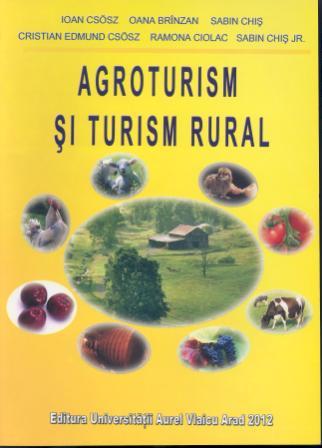 IOAN CSÖSZ OANA BRÎNZAN SABIN CHIŞ
CRISTIAN EDMUND CSÖSZ RAMONA CIOLAC SABIN CHIŞ JR.
AGROTURISM
ŞI TURISM RURAL
Editura Universităţii Aurel Vlaicu Arad 2012